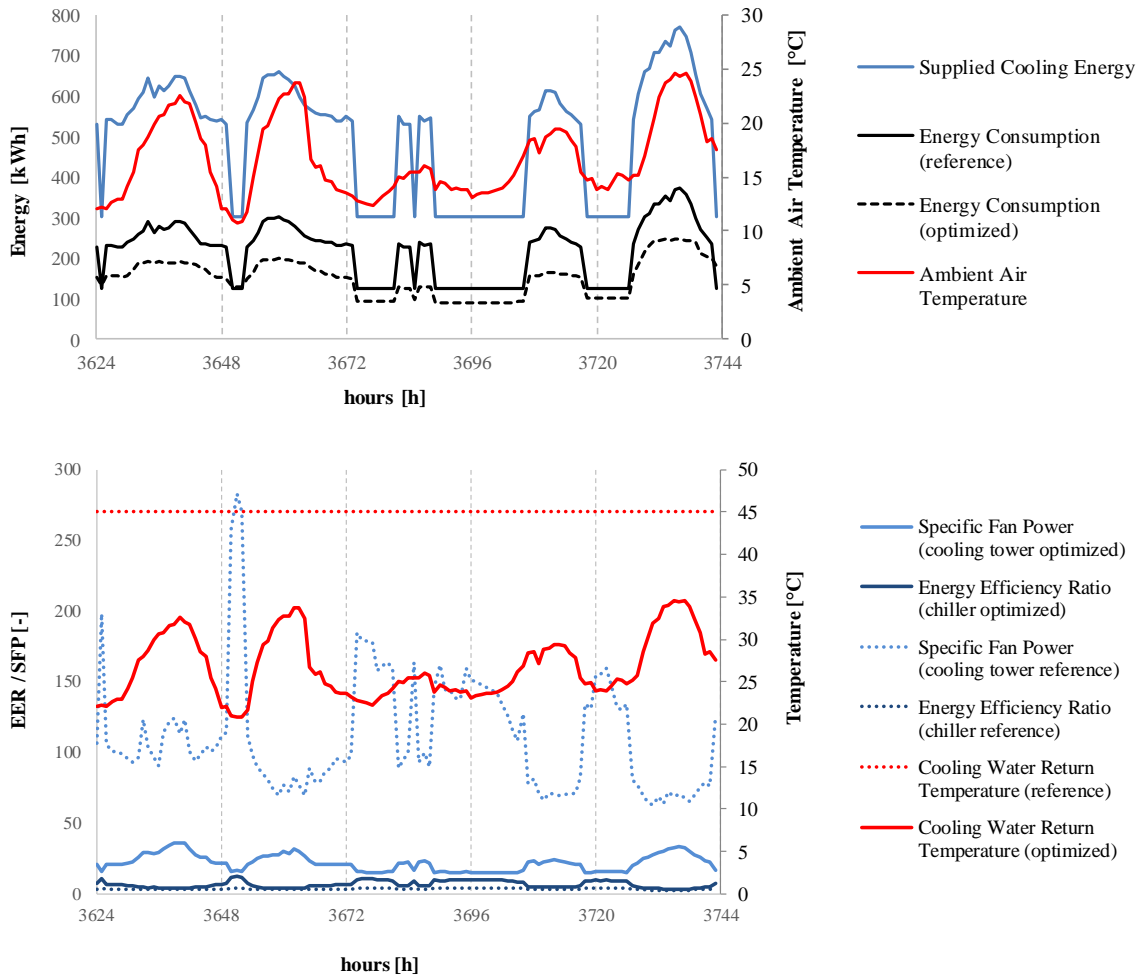 800
700
600
500
400
300
200
100
0
Energy [kWh]
30
25
20
15
10
5
0
Ambient Air Temperature [°C]
3624
3648
3672
3696
3720
3744
hours [h]
Supplied Cooling Energy
Energy Consumption
(reference)
Energy Consumption
(optimized)
Ambient Air
Temperature
300
250
200
150
100
50
0
EER / SFP [-]
50
45
40
35
30
25
20
15
10
5
0
Temperature [°C]
3624
3648
3672
3696
3720
3744
hours [h]
Specific Fan Power
(cooling tower optimized)
Energy Efficiency Ratio
(chiller optimized)
Specific Fan Power
(cooling tower reference)
Energy Efficiency Ratio
(chiller reference)
Cooling Water Return
Temperature (reference)
Cooling Water Return
Temperature (optimized)